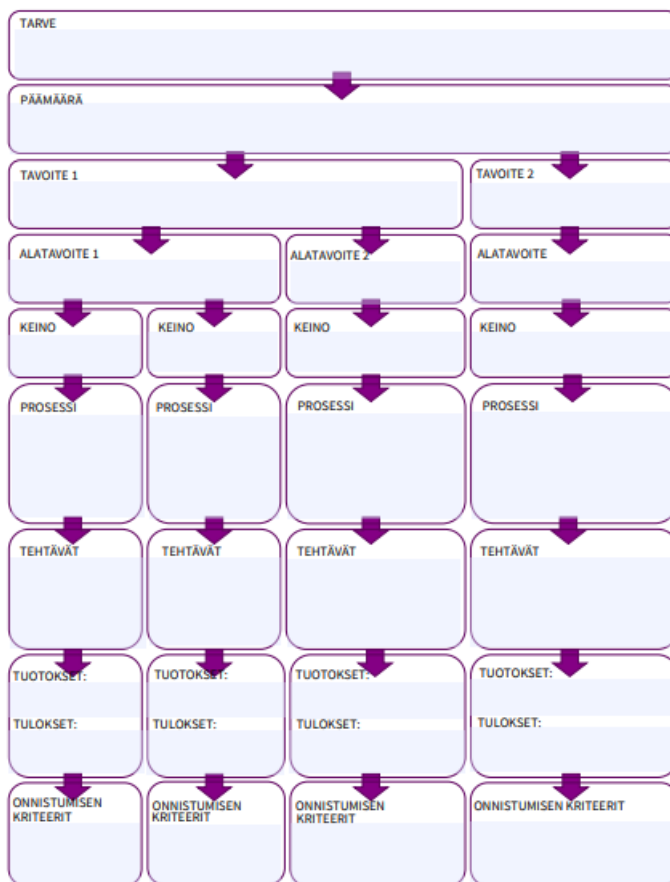 TARVE
PÄÄMÄÄRÄ
TAVOITE 1
TAVOITE 2
ALATAVOITE 1
ALATAVOITE 2
ALATAVOITE
KEINO
KEINO
KEINO
KEINO
PROSESSI
PROSESSI
PROSESSI
PROSESSI
TEHTÄVÄT
TEHTÄVÄT
TEHTÄVÄT
TEHTÄVÄT
TUOTOKSET:
TUOTOKSET:
TUOTOKSET:
TUOTOKSET:
TULOKSET:
TULOKSET:
TULOKSET:
TULOKSET:
ONNISTUMISEN
KRITEERIT
ONNISTUMISEN
KRITEERIT
ONNISTUMISEN
KRITEERIT
ONNISTUMISEN KRITEERIT